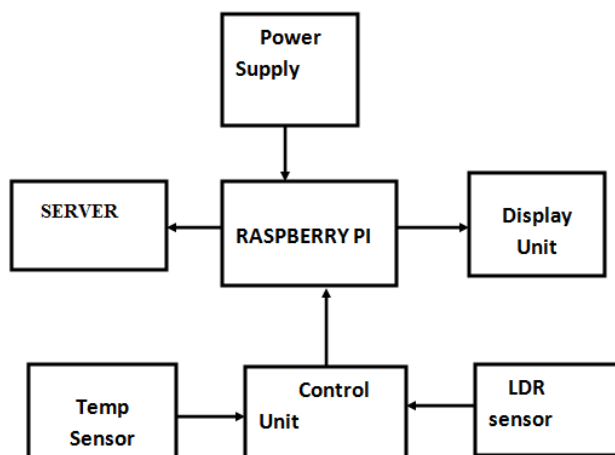 Power
Supply
SERVER
RASPBERRY PI
Display
Unit
Temp
Sensor
Control
Unit
LDR
sensor